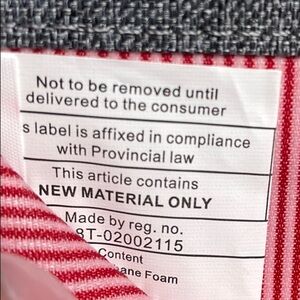 Not to be removed until
delivered to the consumer
s label is affixed in compliance
with Provincial law
This article contains
NEW MATERIAL ONLY
Made by reg. no.
8T-02002115
Content
ane Foam